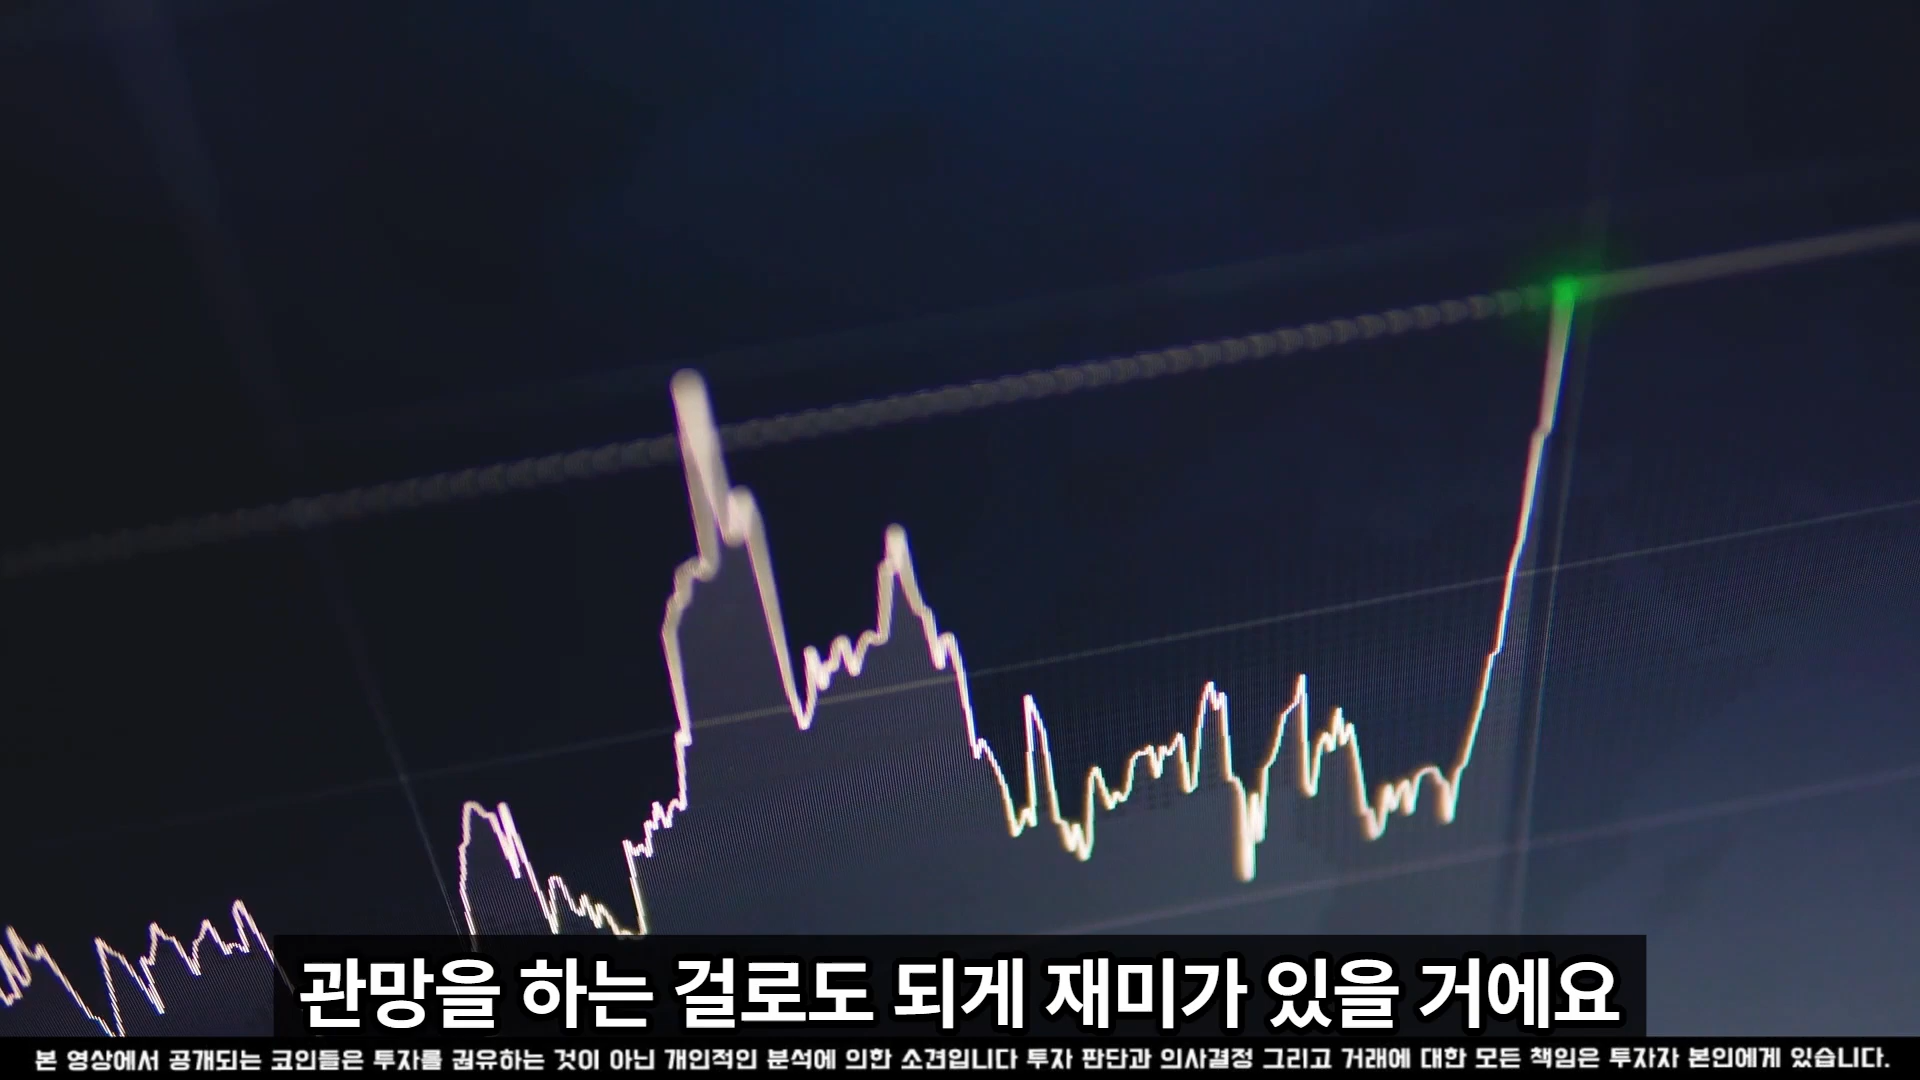 관망을 하는 걸로도 되게 재미가 있을 거에요
본 영상에서 공개되는 코인들은 투자를 권유하는 것이 아닌 개인적인 분석에 의한 소견입니다 투자 판단과 의사결정 그리고 거래에 대한 모든 책임은 투자자 본인에게 있습니다.